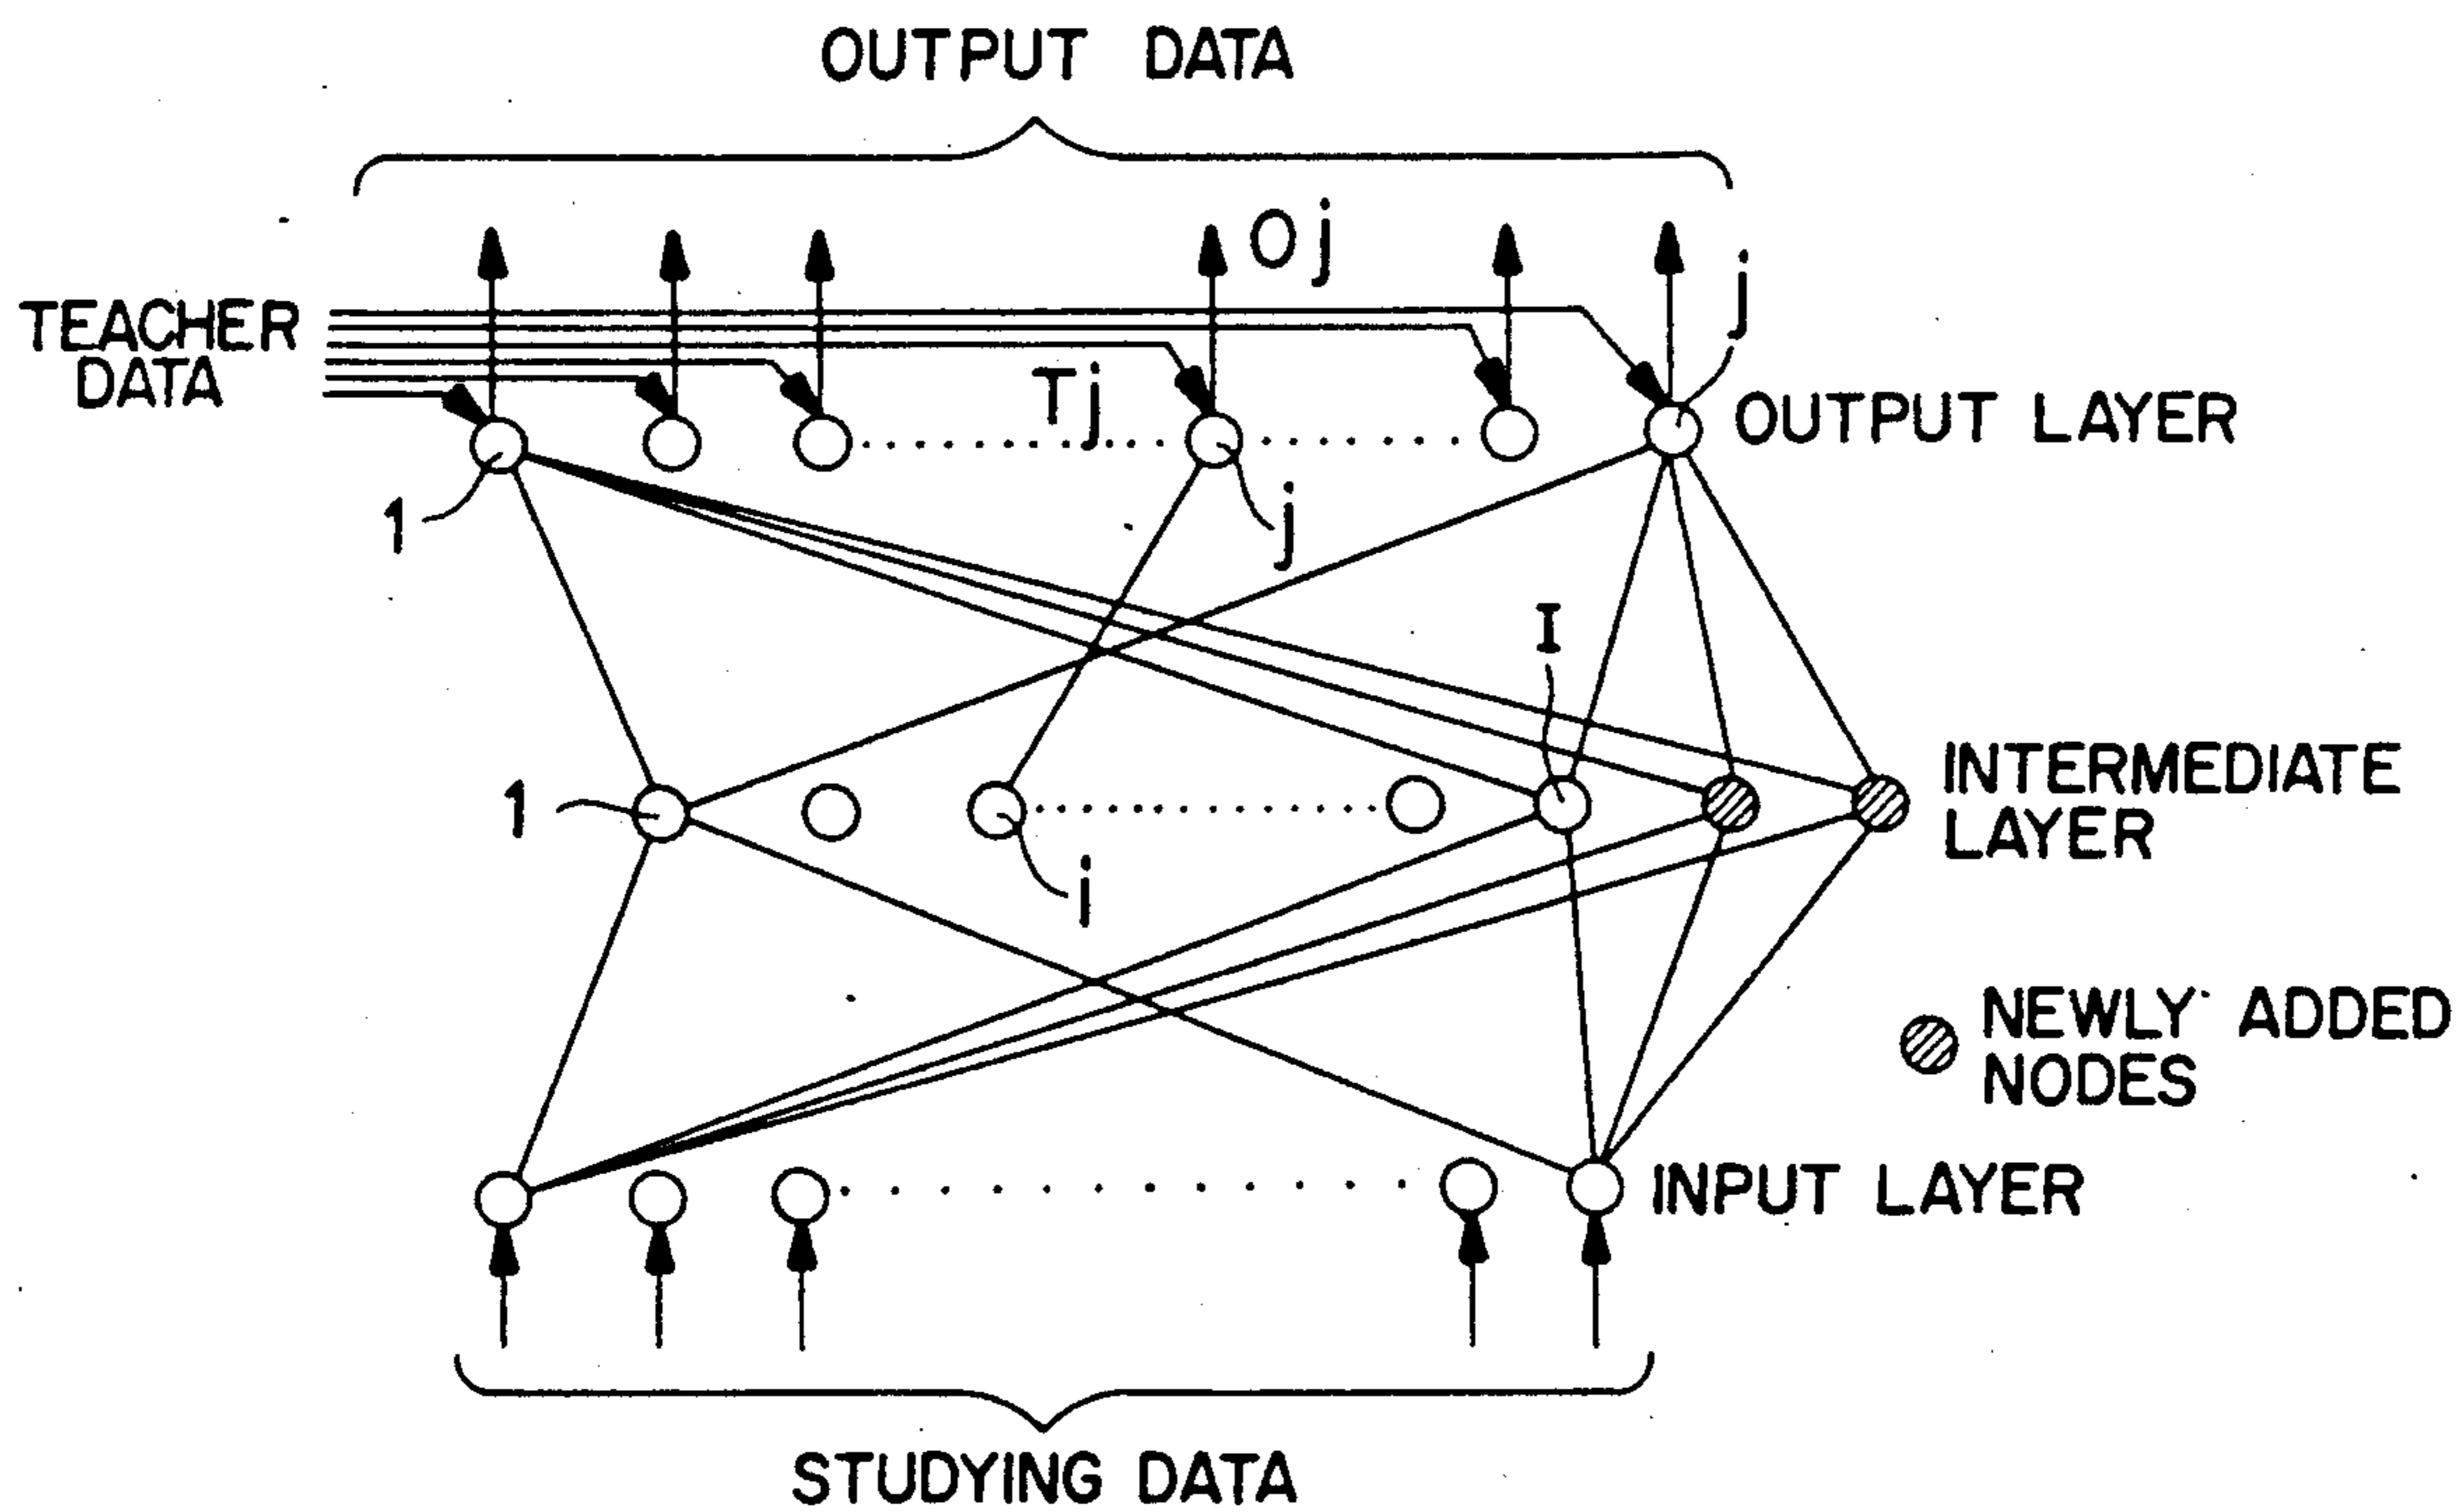 OUTPUT DATA
Oj
j
TEACHER
DATA
Tj
OUTPUT LAYER
1
j
I
INTERMEDIATE
LAYER
1
i
NEWLY ADDED
NODES
INPUT LAYER
STUDYING DATA